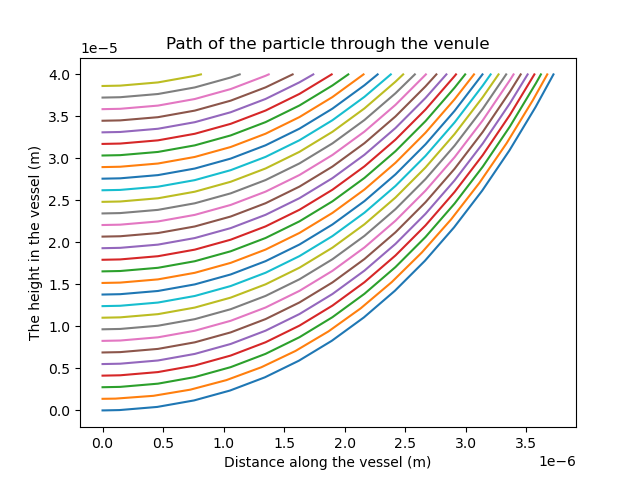 Path of the particle through the venule
1e−5
4.0
3.5
3.0
2.5
2.0
1.5
1.0
0.5
0.0
The height in the vessel (m)
0.0 0.5 1.0 1.5 2.0 2.5 3.0 3.5
Distance along the vessel (m)
1e−6